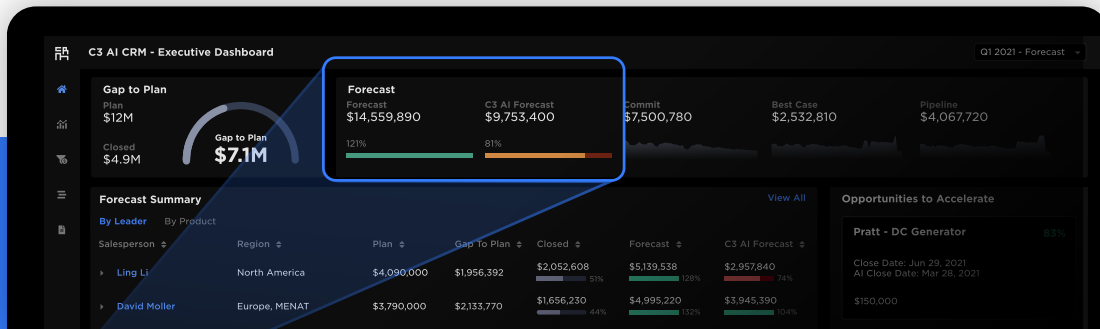 C3 AI CRM - Executive Dashboard
Q1 2021 - Forecast
Gap to Plan
Plan
$12M
Closed
$4.9M
Gap to Plan
$7.1M
Forecast
Forecast
$14,559,890
121%
C3 AI Forecast
$9,753,400
81%
Commit
$7,500,780
Best Case
$2,532,810
Pipeline
$4,067,720
Forecast Summary
View All
By Leader By Product
Salesperson Region Plan Gap To Plan Closed Forecast C3 AI Forecast
Ling Li North America $4,090,000 $1,956,392 $2,052,608 51% $5,139,538 128% $2,957,840 74%
David Moller Europe, MENAT $3,790,000 $2,133,770 $1,656,230 44% $4,995,220 132% $3,945,390 104%
Opportunities to Accelerate
Pratt - DC Generator 83%
Close Date: Jun 29, 2021
AI Close Date: Mar 28, 2021
$150,000